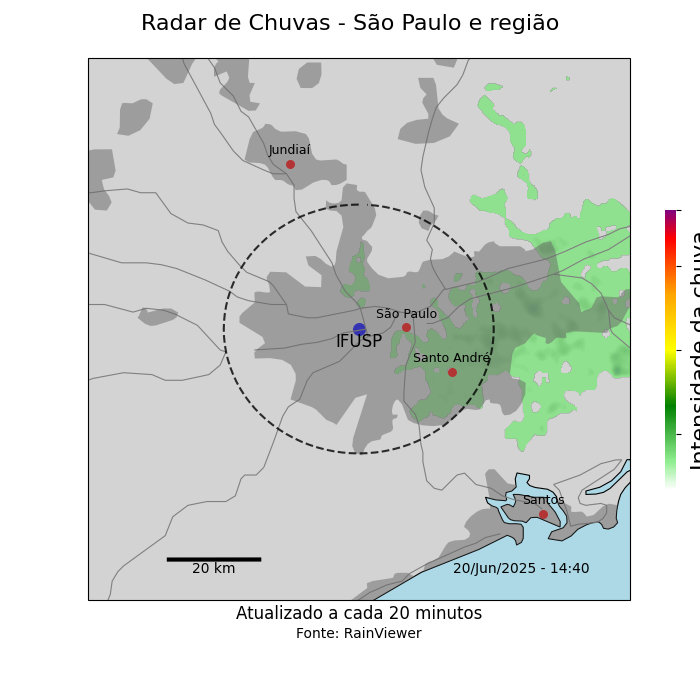 Radar de Chuvas - São Paulo e região
Jundiaí
São Paulo
IFUSP
Santo André
Santos
20 km
20/Jun/2025 - 14:40
Intensidade da chuva
Atualizado a cada 20 minutos
Fonte: RainViewer